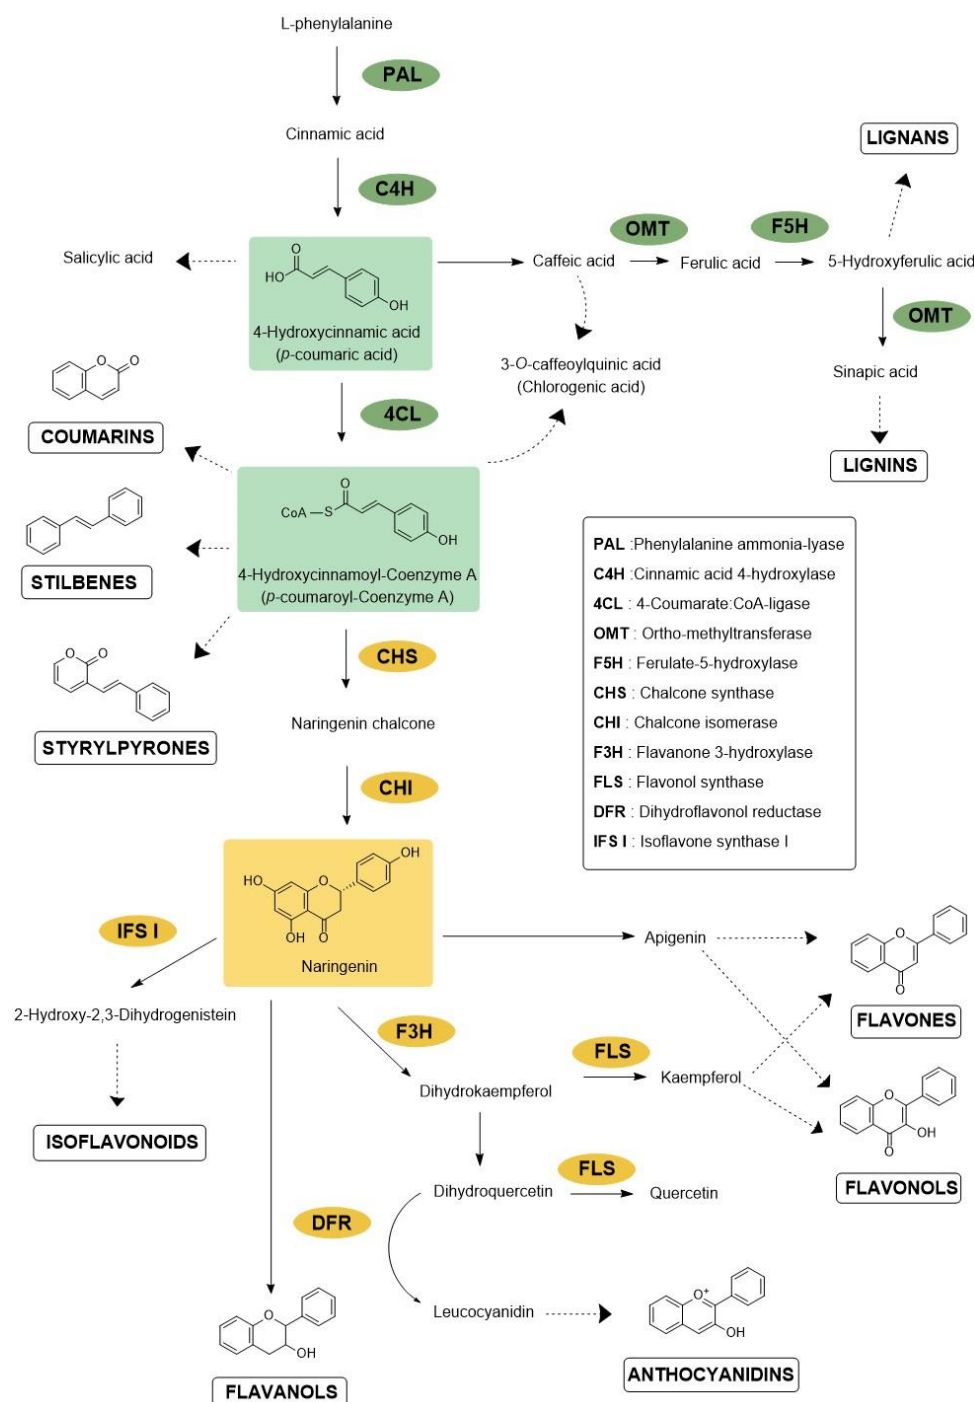 L-phenylalanine
PAL
Cinnamic acid
LIGNANS
C4H
OMT
F5H
Salicylic acid
O
HO
OH
4-Hydroxycinnamic acid
(p-coumaric acid)
Caffeic acid
Ferulic acid
5-Hydroxyferulic acid
OMT
3-O-caffeoylquinic acid
(Chlorogenic acid)
Sinapic acid
O O
COUMARINS
4CL
LIGNINS
O
CoA—S
OH
4-Hydroxycinnamoyl-Coenzyme A
(p-coumaroyl-Coenzyme A)
STILBENES
PAL :Phenylalanine ammonia-lyase
C4H :Cinnamic acid 4-hydroxylase
4CL : 4-Coumarate:CoA-ligase
OMT : Ortho-methyltransferase
F5H : Ferulate-5-hydroxylase
CHS : Chalcone synthase
CHI : Chalcone isomerase
F3H : Flavanone 3-hydroxylase
FLS : Flavonol synthase
DFR : Dihydroflavonol reductase
IFS I : Isoflavone synthase I
CHS
O O
STYRYLPYRONES
Naringenin chalcone
CHI
OH
HO
O
OH O
Naringenin
IFS I
Apigenin
O
O
FLAVONES
2-Hydroxy-2,3-Dihydrogenistein
F3H
FLS
Dihydrokaempferol
Kaempferol
O
OH
O
FLAVONOLS
ISOFLAVONOIDS
FLS
Dihydroquercetin
Quercetin
DFR
Leucocyanidin
O+
OH
ANTHOCYANIDINS
O
OH
FLAVANOLS